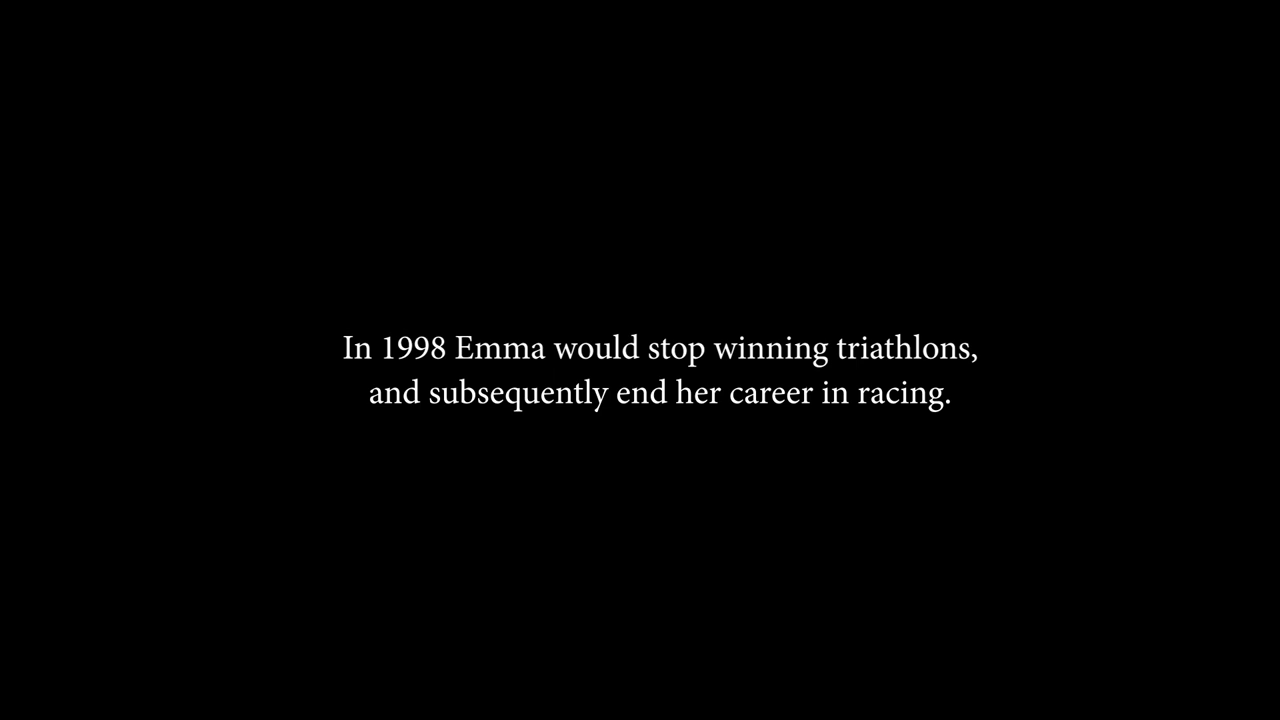 In 1998 Emma would stop winning triathlons,
and subsequently end her career in racing.